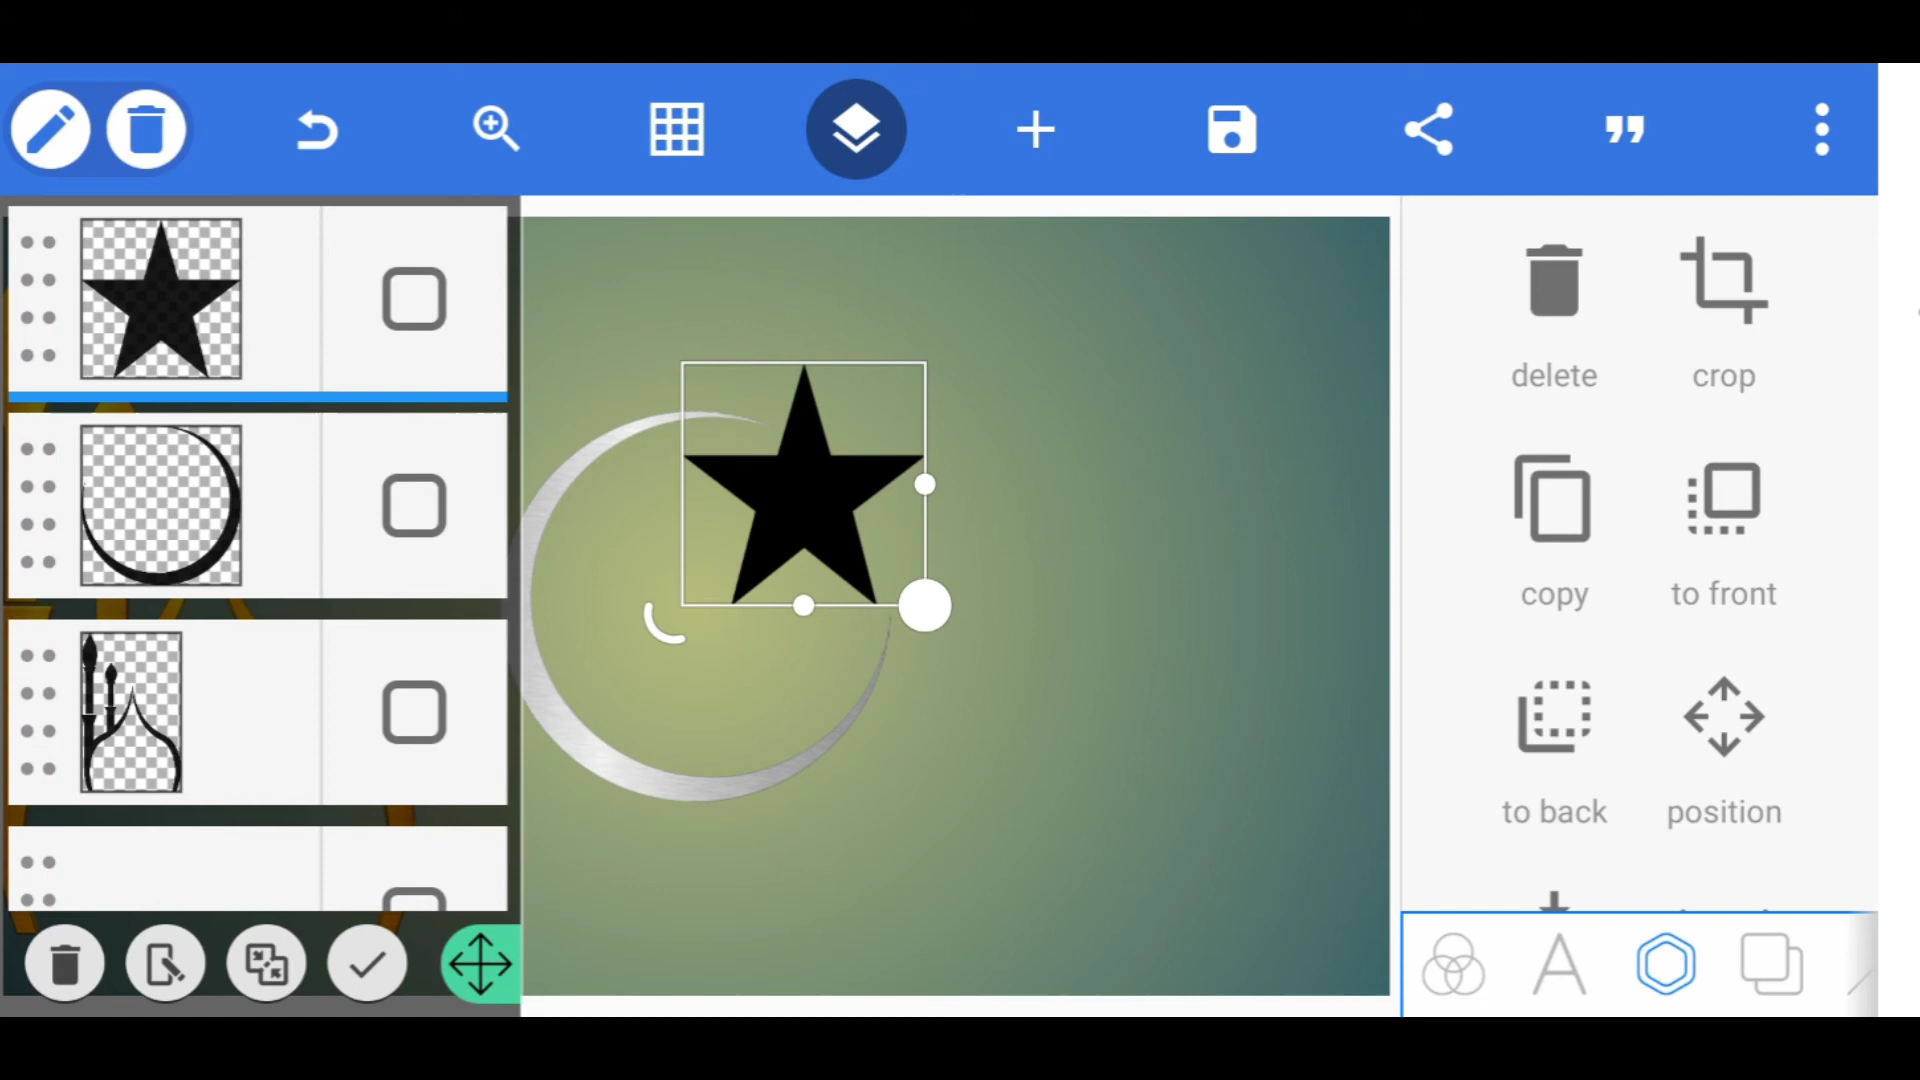 delete
crop
copy
to front
to back
position